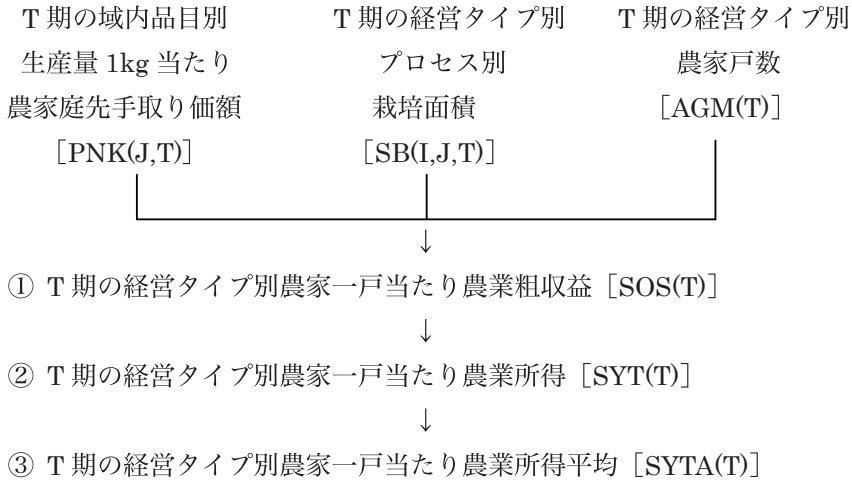 T 期の域内品目別
生産量 1kg 当たり
農家庭先手取り価額
［PNK(J,T)］
T 期の経営タイプ別
プロセス別
栽培面積
［SB(I,J,T)］
T 期の経営タイプ別
農家戸数
［AGM(T)］
↓
① T 期の経営タイプ別農家一戸当たり農業粗収益［SOS(T)］
↓
② T 期の経営タイプ別農家一戸当たり農業所得［SYT(T)］
↓
③ T 期の経営タイプ別農家一戸当たり農業所得平均［SYTA(T)］